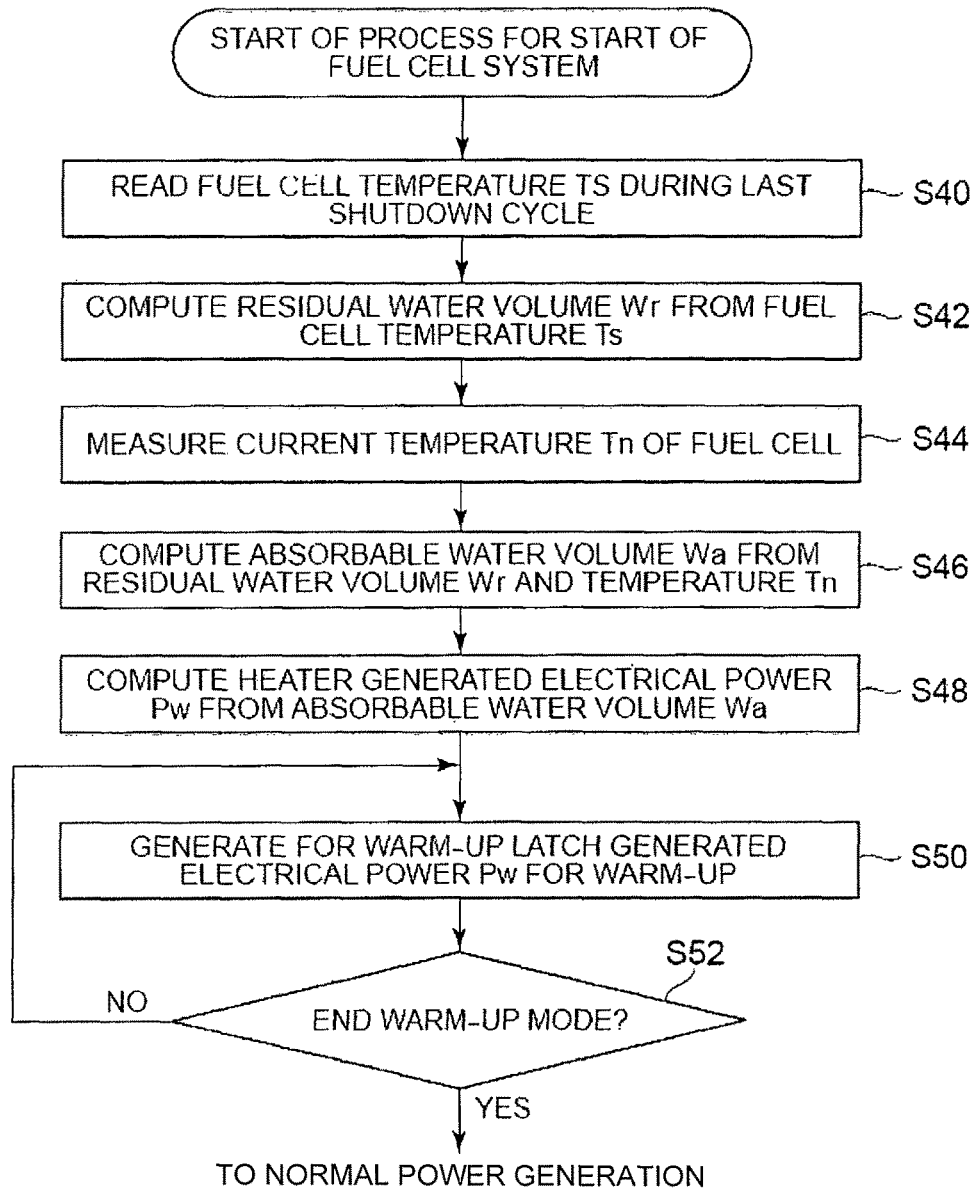 START OF PROCESS FOR START OF
FUEL CELL SYSTEM
READ FUEL CELL TEMPERATURE TS DURING LAST
SHUTDOWN CYCLE
S40
COMPUTE RESIDUAL WATER VOLUME Wr FROM FUEL
CELL TEMPERATURE Ts
S42
MEASURE CURRENT TEMPERATURE Tn OF FUEL CELL
S44
COMPUTE ABSORBABLE WATER VOLUME Wa FROM
RESIDUAL WATER VOLUME Wr AND TEMPERATURE Tn
S46
COMPUTE HEATER GENERATED ELECTRICAL POWER
Pw FROM ABSORBABLE WATER VOLUME Wa
S48
GENERATE FOR WARM-UP LATCH GENERATED
ELECTRICAL POWER Pw FOR WARM-UP
S50
S52
NO
END WARM-UP MODE?
YES
TO NORMAL POWER GENERATION